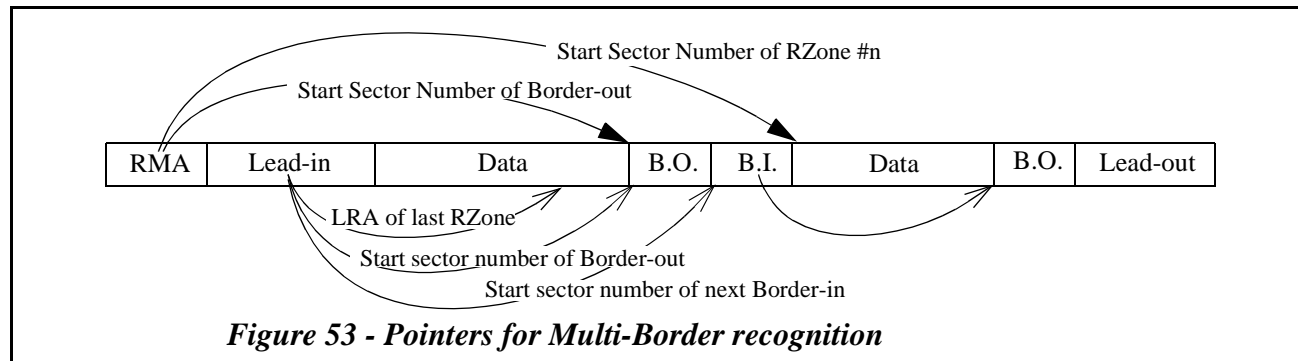 Start Sector Number of RZone #n
Start Sector Number of Border-out
RMA Lead-in Data B.O. B.I. Data B.O. Lead-out
LRA of last RZone
Start sector number of Border-out
Start sector number of next Border-in
Figure 53 - Pointers for Multi-Border recognition